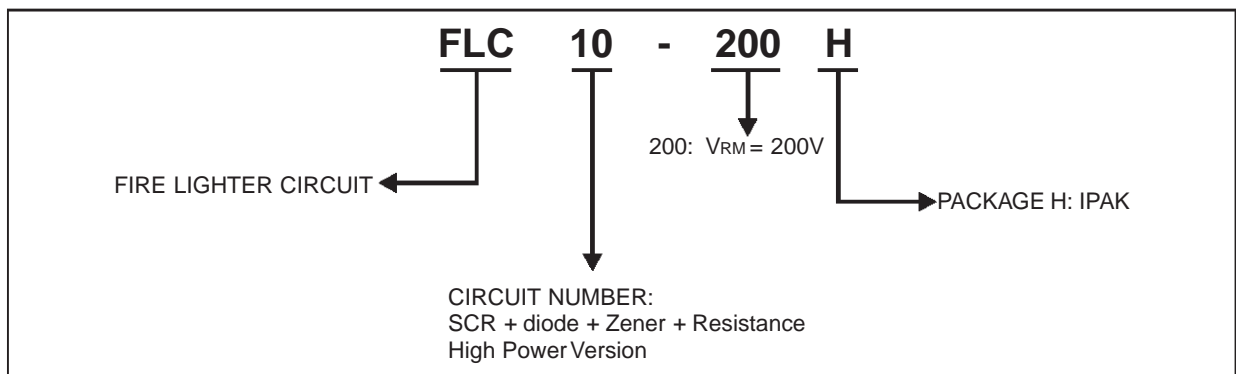 FLC 10 - 200 H
200: VRM = 200V
FIRE LIGHTER CIRCUIT
PACKAGE H: IPAK
CIRCUIT NUMBER:
SCR + diode + Zener + Resistance
High Power Version